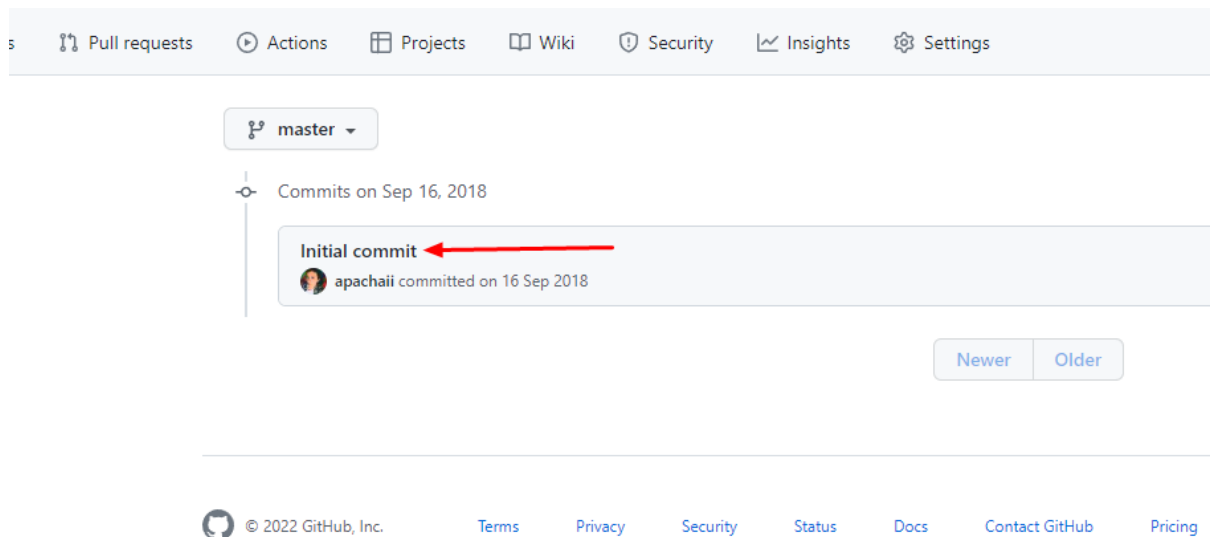 s Pull requests Actions Projects Wiki Security Insights Settings
master
Commits on Sep 16, 2018
Initial commit
apachaii committed on 16 Sep 2018
Newer Older
© 2022 GitHub, Inc. Terms Privacy Security Status Docs Contact GitHub Pricing